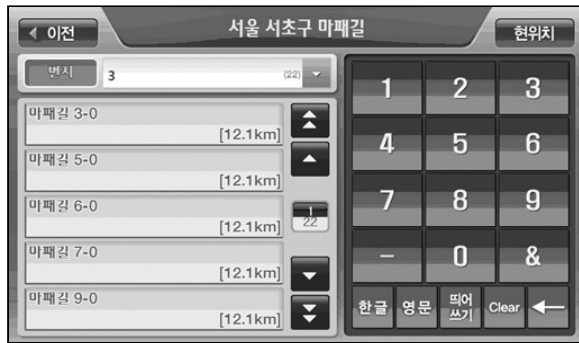 이전
서울 서초구 마패길
현위치
번지
3
(22)
마패길 3-0
[12.1km]
마패길 5-0
[12.1km]
마패길 6-0
[12.1km]
마패길 7-0
[12.1km]
마패길 9-0
[12.1km]
1
22
1 2 3
4 5 6
7 8 9
- 0 &
한글 영문 띄어쓰기 Clear